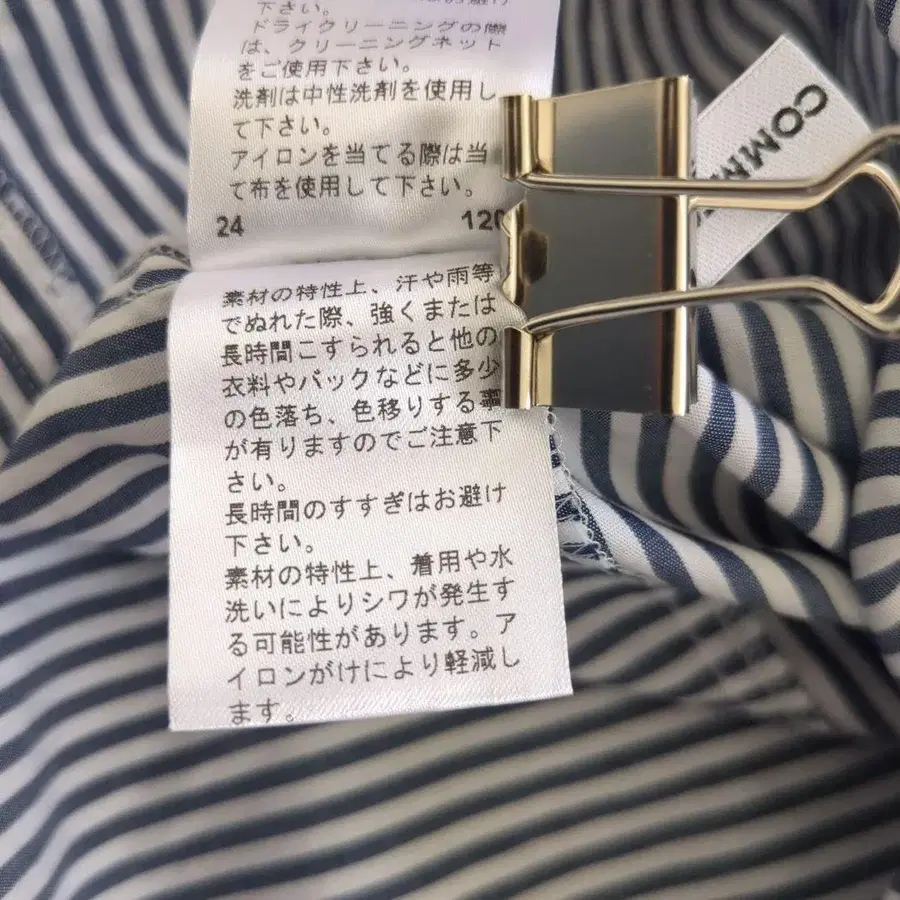 下さい。
ドライクリーニングの際
は、クリーニングネット
をご使用下さい。
洗剤は中性洗剤を使用し
て下さい。
アイロンを当てる際は当
て布を使用して下さい。
24 120
COMM
素材の特性上、汗や雨等
でぬれた際、強くまたは
長時間こすられると他の
衣料やバックなどに多少
の色落ち、色移りする事
が有りますのでご注意下
さい。
長時間のすすぎはお避け
下さい。
素材の特性上、着用や水
洗いによりシワが発生す
る可能性があります。ア
イロンがけにより軽減し
ます。